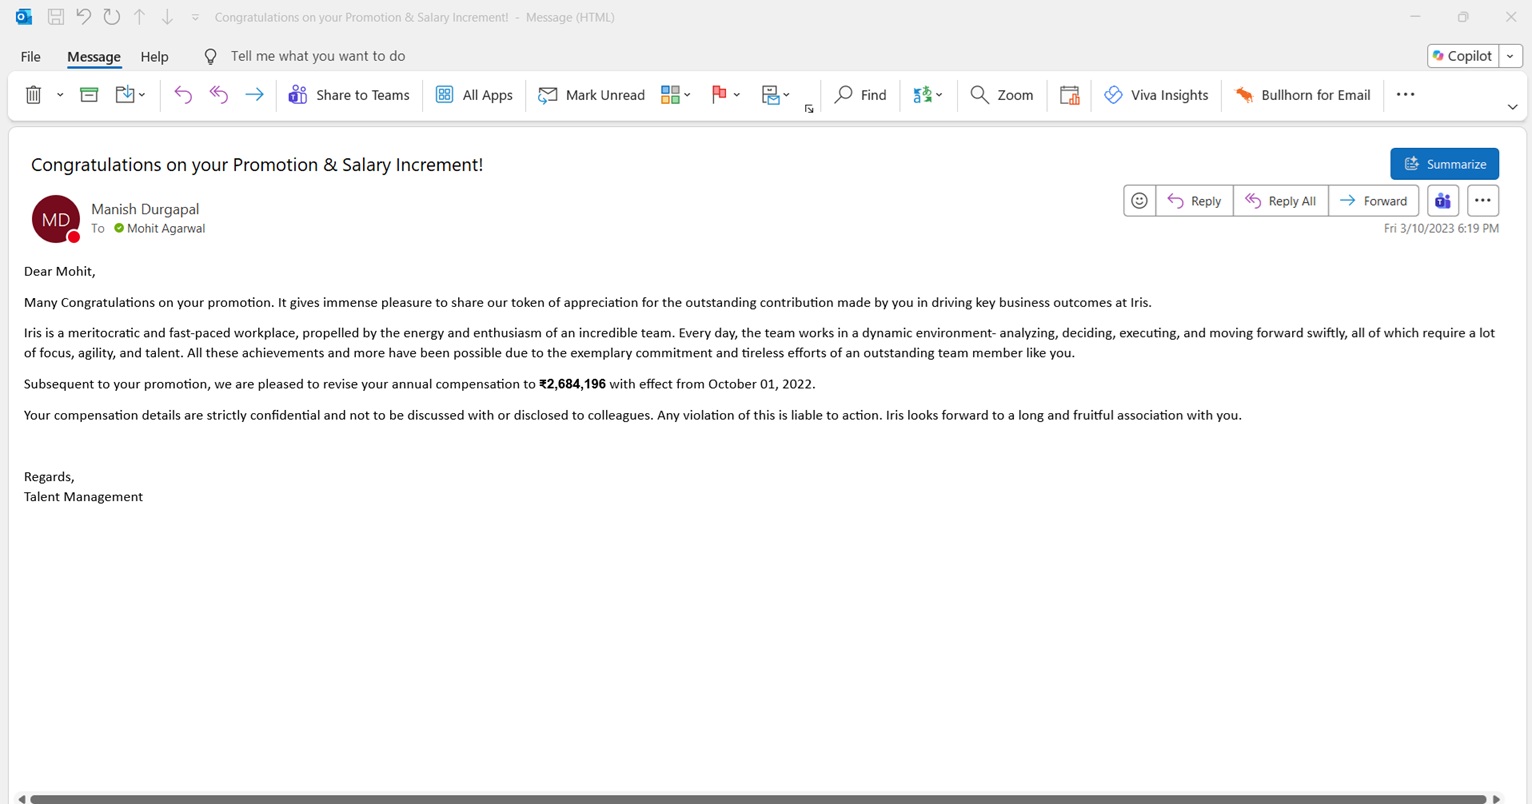 Congratulations on your Promotion & Salary Increment! - Message (HTML)
File Message Help Tell me what you want to do
Copilot
Share to Teams All Apps Mark Unread Find Zoom Viva Insights Bullhorn for Email
Congratulations on your Promotion & Salary Increment!
Summarize
MD
Manish Durgapal
To Mohit Agarwal
Reply Reply All Forward
Fri 3/10/2023 6:19 PM
Dear Mohit,
Many Congratulations on your promotion. It gives immense pleasure to share our token of appreciation for the outstanding contribution made by you in driving key business outcomes at Iris.
Iris is a meritocratic and fast-paced workplace, propelled by the energy and enthusiasm of an incredible team. Every day, the team works in a dynamic environment- analyzing, deciding, executing, and moving forward swiftly, all of which require a lot
of focus, agility, and talent. All these achievements and more have been possible due to the exemplary commitment and tireless efforts of an outstanding team member like you.
Subsequent to your promotion, we are pleased to revise your annual compensation to ₹2,684,196 with effect from October 01, 2022.
Your compensation details are strictly confidential and not to be discussed with or disclosed to colleagues. Any violation of this is liable to action. Iris looks forward to a long and fruitful association with you.
Regards,
Talent Management